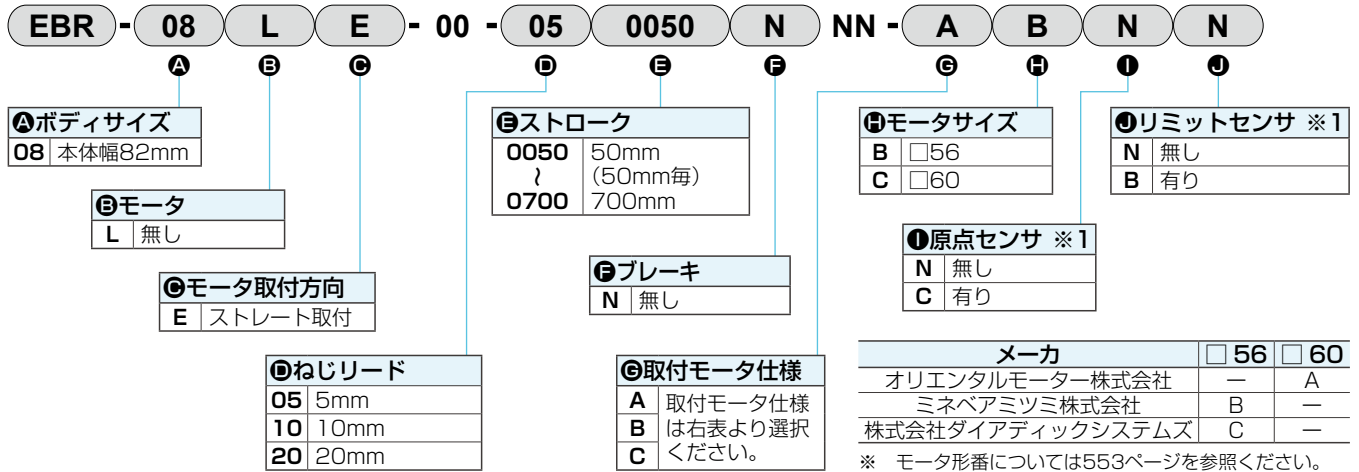 EBR - 08 L E - 00 - 05 0050 N NN - A B N N
Ⓐ Ⓑ Ⓒ Ⓓ Ⓔ Ⓕ Ⓖ Ⓗ Ⓘ Ⓙ
Ⓐボディサイズ
08 本体幅82mm
Ⓑモータ
L 無し
Ⓒモータ取付方向
E ストレート取付
Ⓓねじリード
05 5mm
10 10mm
20 20mm
Ⓔストローク
0050 50mm
〜 (50mm毎)
0700 700mm
Ⓕブレーキ
N 無し
Ⓖ取付モータ仕様
A 取付モータ仕様
B は右表より選択
C ください。
Ⓗモータサイズ
B □56
C □60
Ⓘ原点センサ ※1
N 無し
C 有り
Ⓙリミットセンサ ※1
N 無し
B 有り
メーカ □ 56 □ 60
オリエンタルモーター株式会社 ー A
ミネベアミツミ株式会社 B ー
株式会社ダイアディックシステムズ C ー
※ モータ形番については553ページを参照ください。